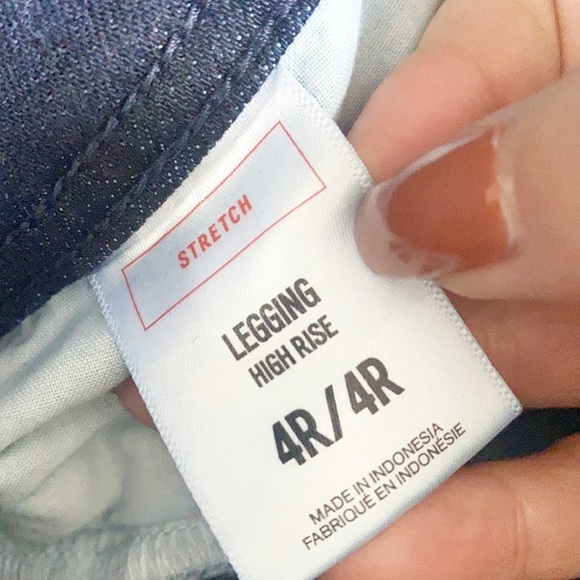 STRETCH
LEGGING
HIGH RISE
4R/4R
MADE IN INDONESIA
FABRIQUÉ EN INDONÉSIE